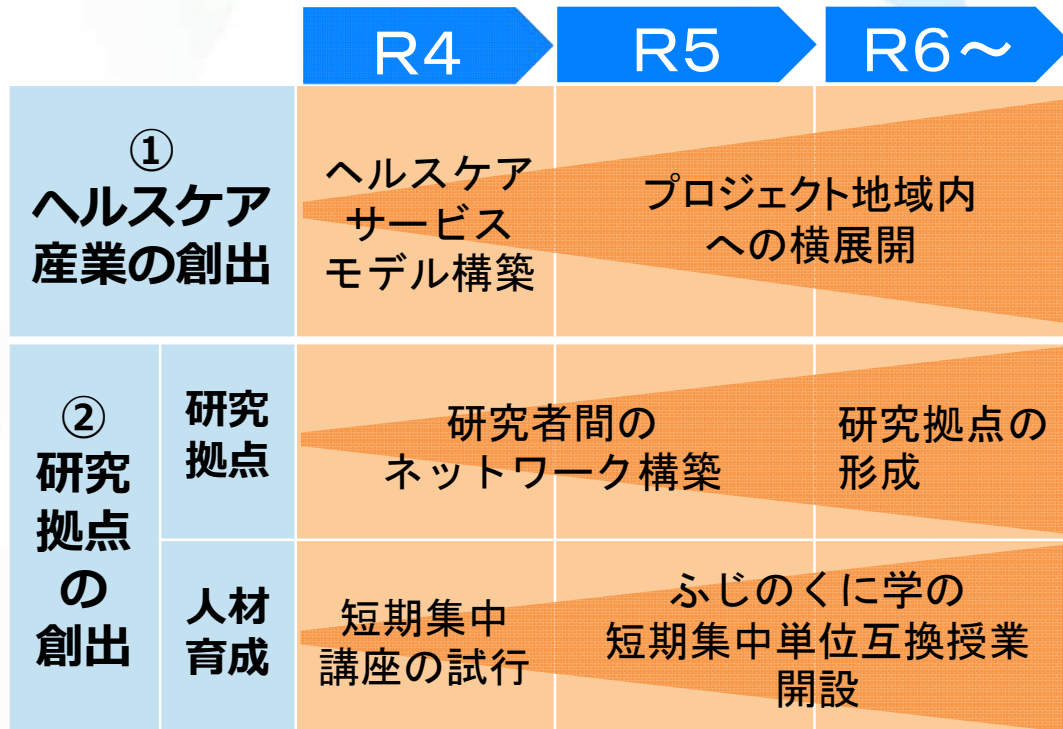 R4
R5
R6～
①
ヘルスケア
産業の創出
ヘルスケア
サービス
モデル構築
プロジェクト地域内
への横展開
②
研究
拠点
の
創出
研究
拠点
研究者間の
ネットワーク構築
研究拠点の
形成
人材
育成
短期集中
講座の試行
ふじのくに学の
短期集中単位互換授業
開設